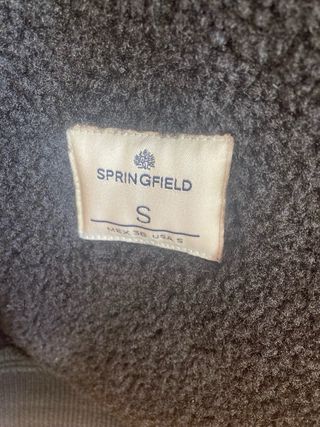 SPRINGFIELD
S
MEX 36 USA S